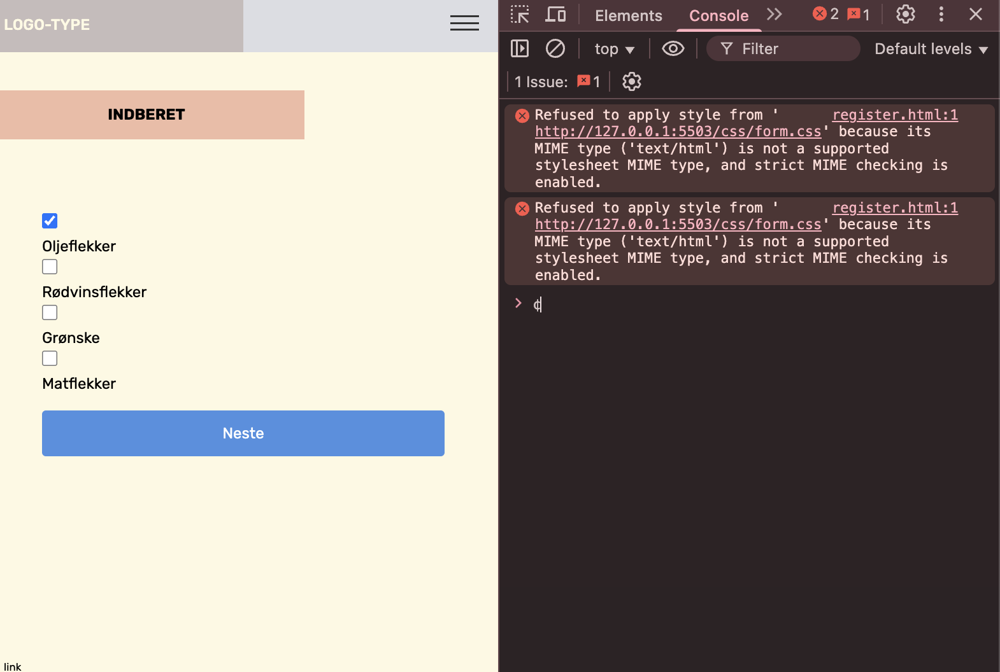 LOGO-TYPE
INDBERET
Oljeflekker
Rødvinsflekker
Grønske
Matflekker
Neste
link
Elements Console 2 1
top Filter Default levels
1 Issue: 1
Refused to apply style from ' register.html:1
http://127.0.0.1:5503/css/form.css' because its
MIME type ('text/html') is not a supported
stylesheet MIME type, and strict MIME checking is
enabled.
Refused to apply style from ' register.html:1
http://127.0.0.1:5503/css/form.css' because its
MIME type ('text/html') is not a supported
stylesheet MIME type, and strict MIME checking is
enabled.